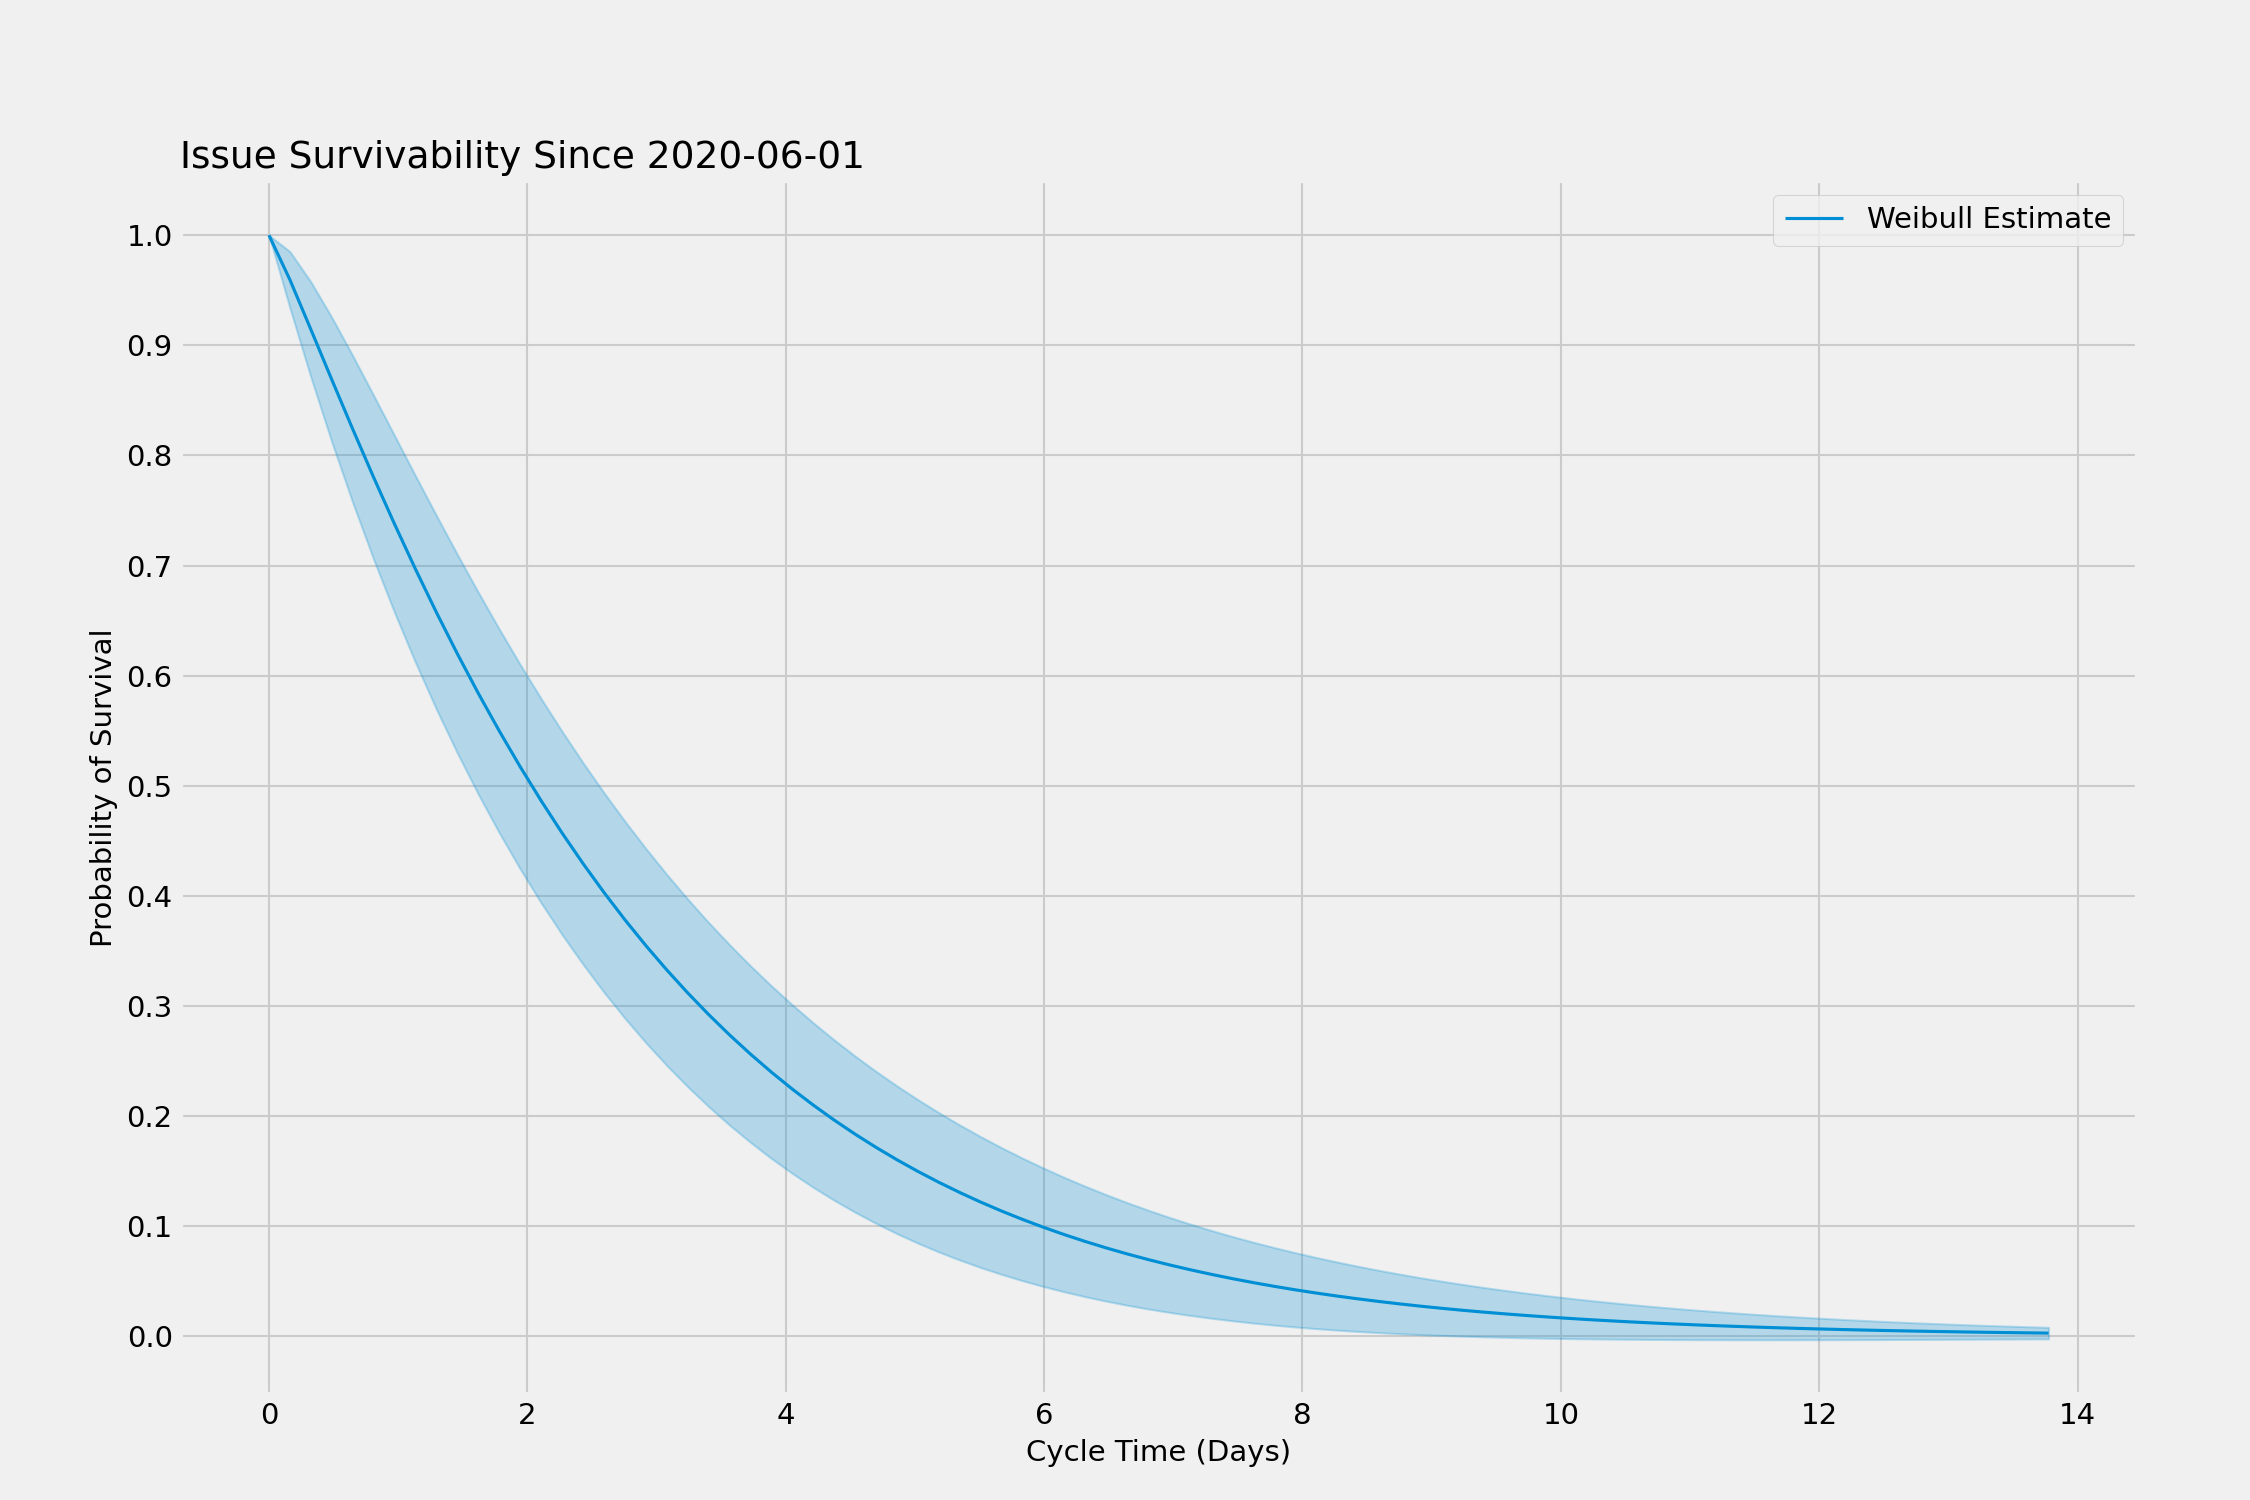 Issue Survivability Since 2020-06-01
Weibull Estimate
Probability of Survival
1.0
0.9
0.8
0.7
0.6
0.5
0.4
0.3
0.2
0.1
0.0
0 2 4 6 8 10 12 14
Cycle Time (Days)